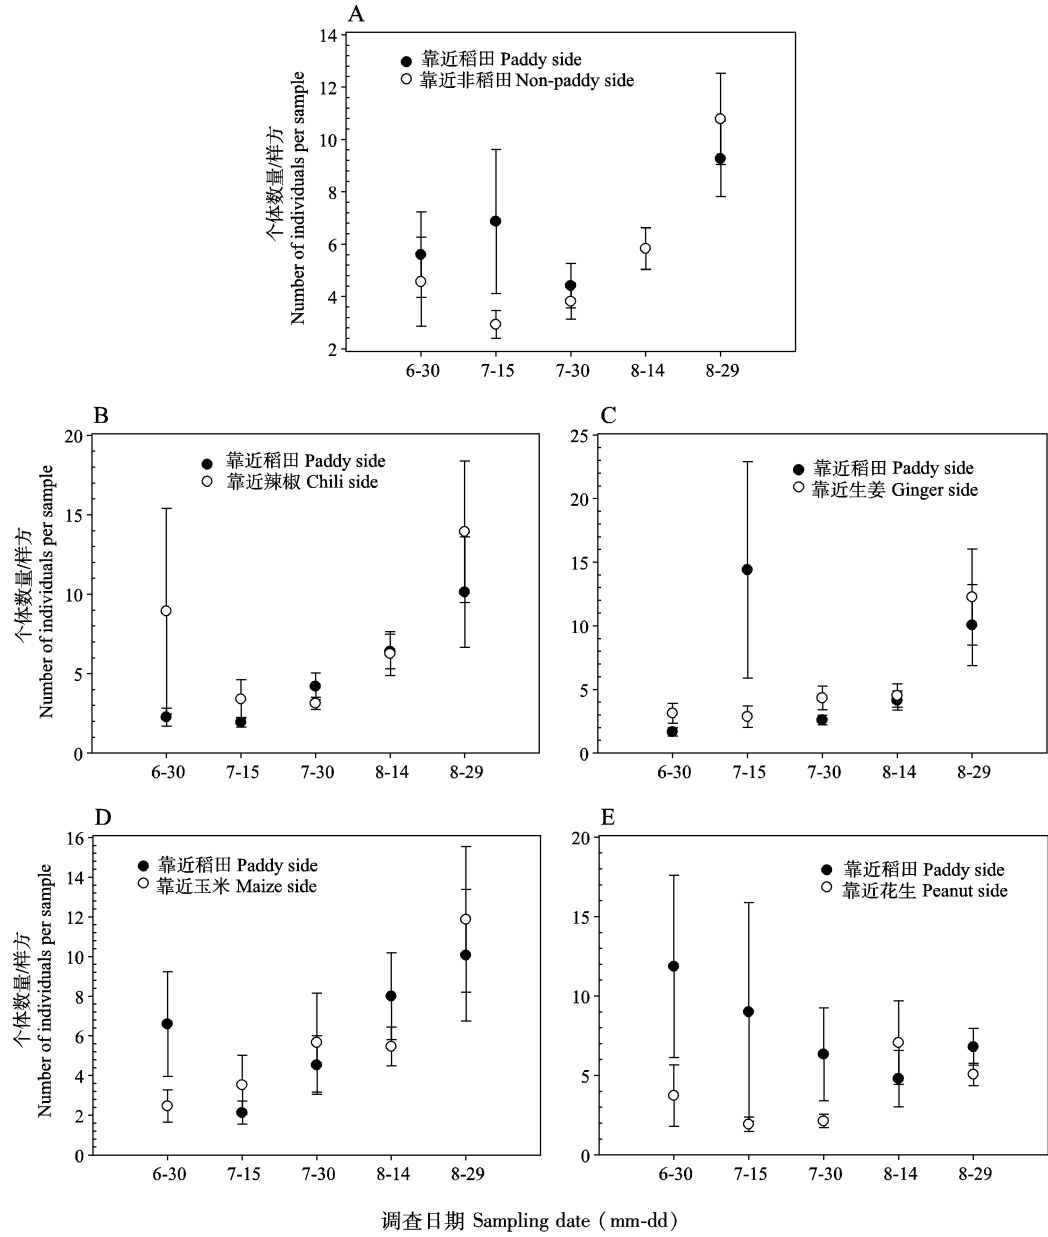 A
14
12
10
8
6
4
2
个体数量/样方
Number of individuals per sample
靠近稻田 Paddy side
靠近非稻田 Non-paddy side
6-30 7-15 7-30 8-14 8-29
B
20
15
10
5
0
个体数量/样方
Number of individuals per sample
靠近稻田 Paddy side
靠近辣椒 Chili side
6-30 7-15 7-30 8-14 8-29
C
25
20
15
10
5
0
靠近稻田 Paddy side
靠近生姜 Ginger side
6-30 7-15 7-30 8-14 8-29
D
16
14
12
10
8
6
4
2
0
个体数量/样方
Number of individuals per sample
靠近稻田 Paddy side
靠近玉米 Maize side
6-30 7-15 7-30 8-14 8-29
E
20
15
10
5
0
靠近稻田 Paddy side
靠近花生 Peanut side
6-30 7-15 7-30 8-14 8-29
调查日期 Sampling date (mm-dd)